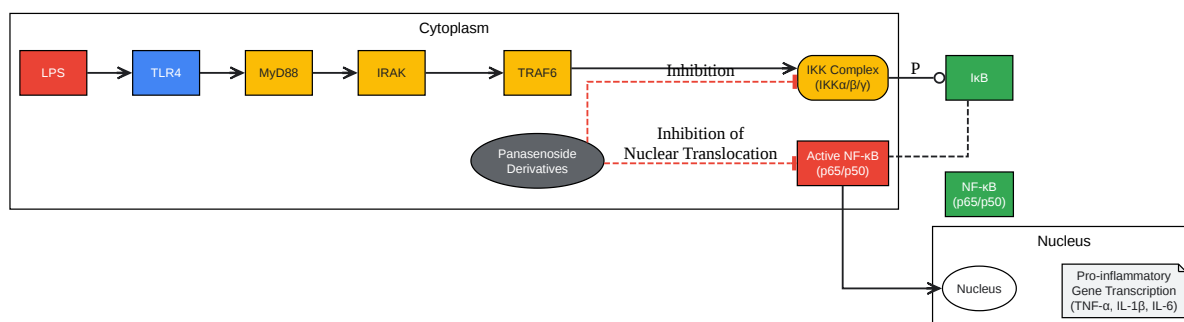 Cytoplasm
LPS
TLR4
MyD88
IRAK
TRAF6
Inhibition
IKK Complex
(IKKα/β/γ)
P
IκB
Panasenoside
Derivatives
Inhibition of
Nuclear Translocation
Active NF-κB
(p65/p50)
NF-κB
(p65/p50)
Nucleus
Nucleus
Pro-inflammatory
Gene Transcription
(TNF-α, IL-1β, IL-6)